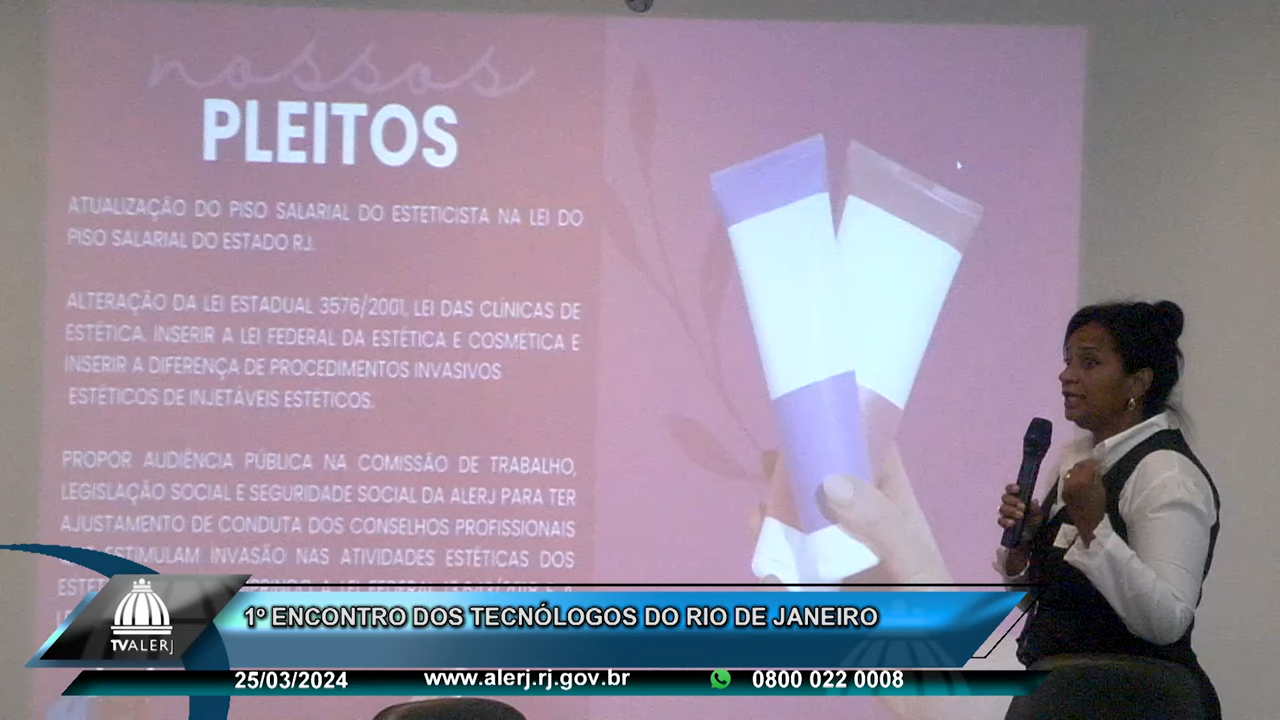 nossos
PLEITOS
ATUALIZAÇÃO DO PISO SALARIAL DO ESTETICISTA NA LEI DO
PISO SALARIAL DO ESTADO RJ.
ALTERAÇÃO DA LEI ESTADUAL 3576/2001, LEI DAS CLÍNICAS DE
ESTÉTICA. INSERIR A LEI FEDERAL DA ESTÉTICA E COSMÉTICA E
INSERIR A DIFERENÇA DE PROCEDIMENTOS INVASIVOS
ESTÉTICOS DE INJETÁVEIS ESTÉTICOS.
PROPOR AUDIÊNCIA PÚBLICA NA COMISSÃO DE TRABALHO,
LEGISLAÇÃO SOCIAL E SEGURIDADE SOCIAL DA ALERJ PARA TER
AJUSTAMENTO DE CONDUTA DOS CONSELHOS PROFISSIONAIS
ESTIMULAM INVASÃO NAS ATIVIDADES ESTÉTICAS DOS
A LEI FEDERAL
1º ENCONTRO DOS TECNÓLOGOS DO RIO DE JANEIRO
TVALERJ
25/03/2024 www.alerj.rj.gov.br 0800 022 0008